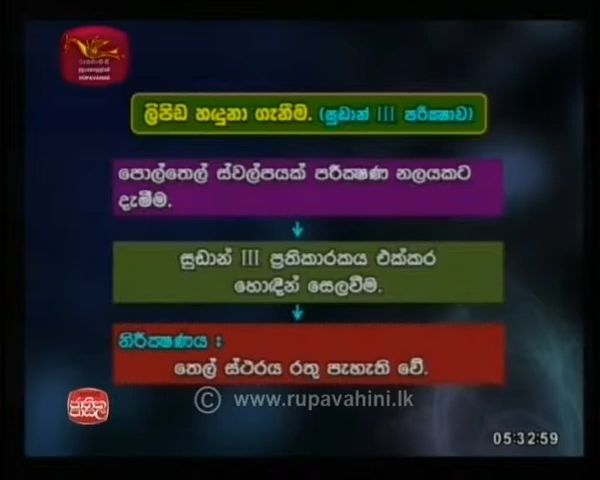 ලිපිඩ හඳුනා ගැනීම. (සුඩාන් III පරීක්ෂාව)
පොල්තෙල් ස්වල්පයක් පරීක්ෂණ නලයකට
දැමීම.
සුඩාන් III ප්‍රතිකාරකය එක්කර
හොඳින් සෙලවීම.
නිරීක්ෂණය :
තෙල් ස්ථරය රතු පැහැති වේ.
© www.rupavahini.lk
05:32:59